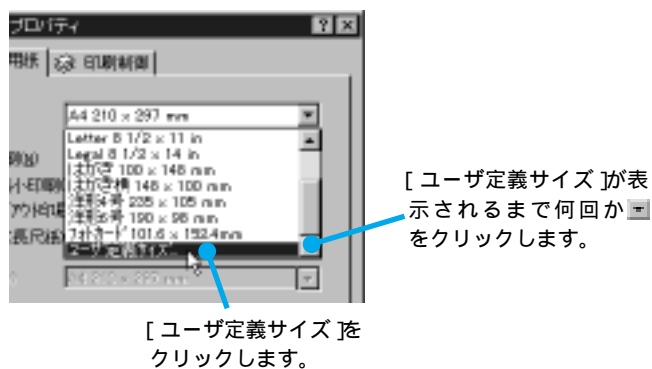 プロパティ
用紙 印刷制御
A4 210 x 297 mm
Letter 8 1/2 x 11 in
Legal 8 1/2 x 14 in
はがき 100 x 148 mm
はがき横 148 x 100 mm
洋形4号 235 x 105 mm
洋形6号 190 x 98 mm
フォトカード 101.6 x 152.4mm
ユーザ定義サイズ
A4 210 x 297 mm
[ ユーザ定義サイズ ]が表
示されるまで何回か
をクリックします。
[ ユーザ定義サイズ ]を
クリックします。